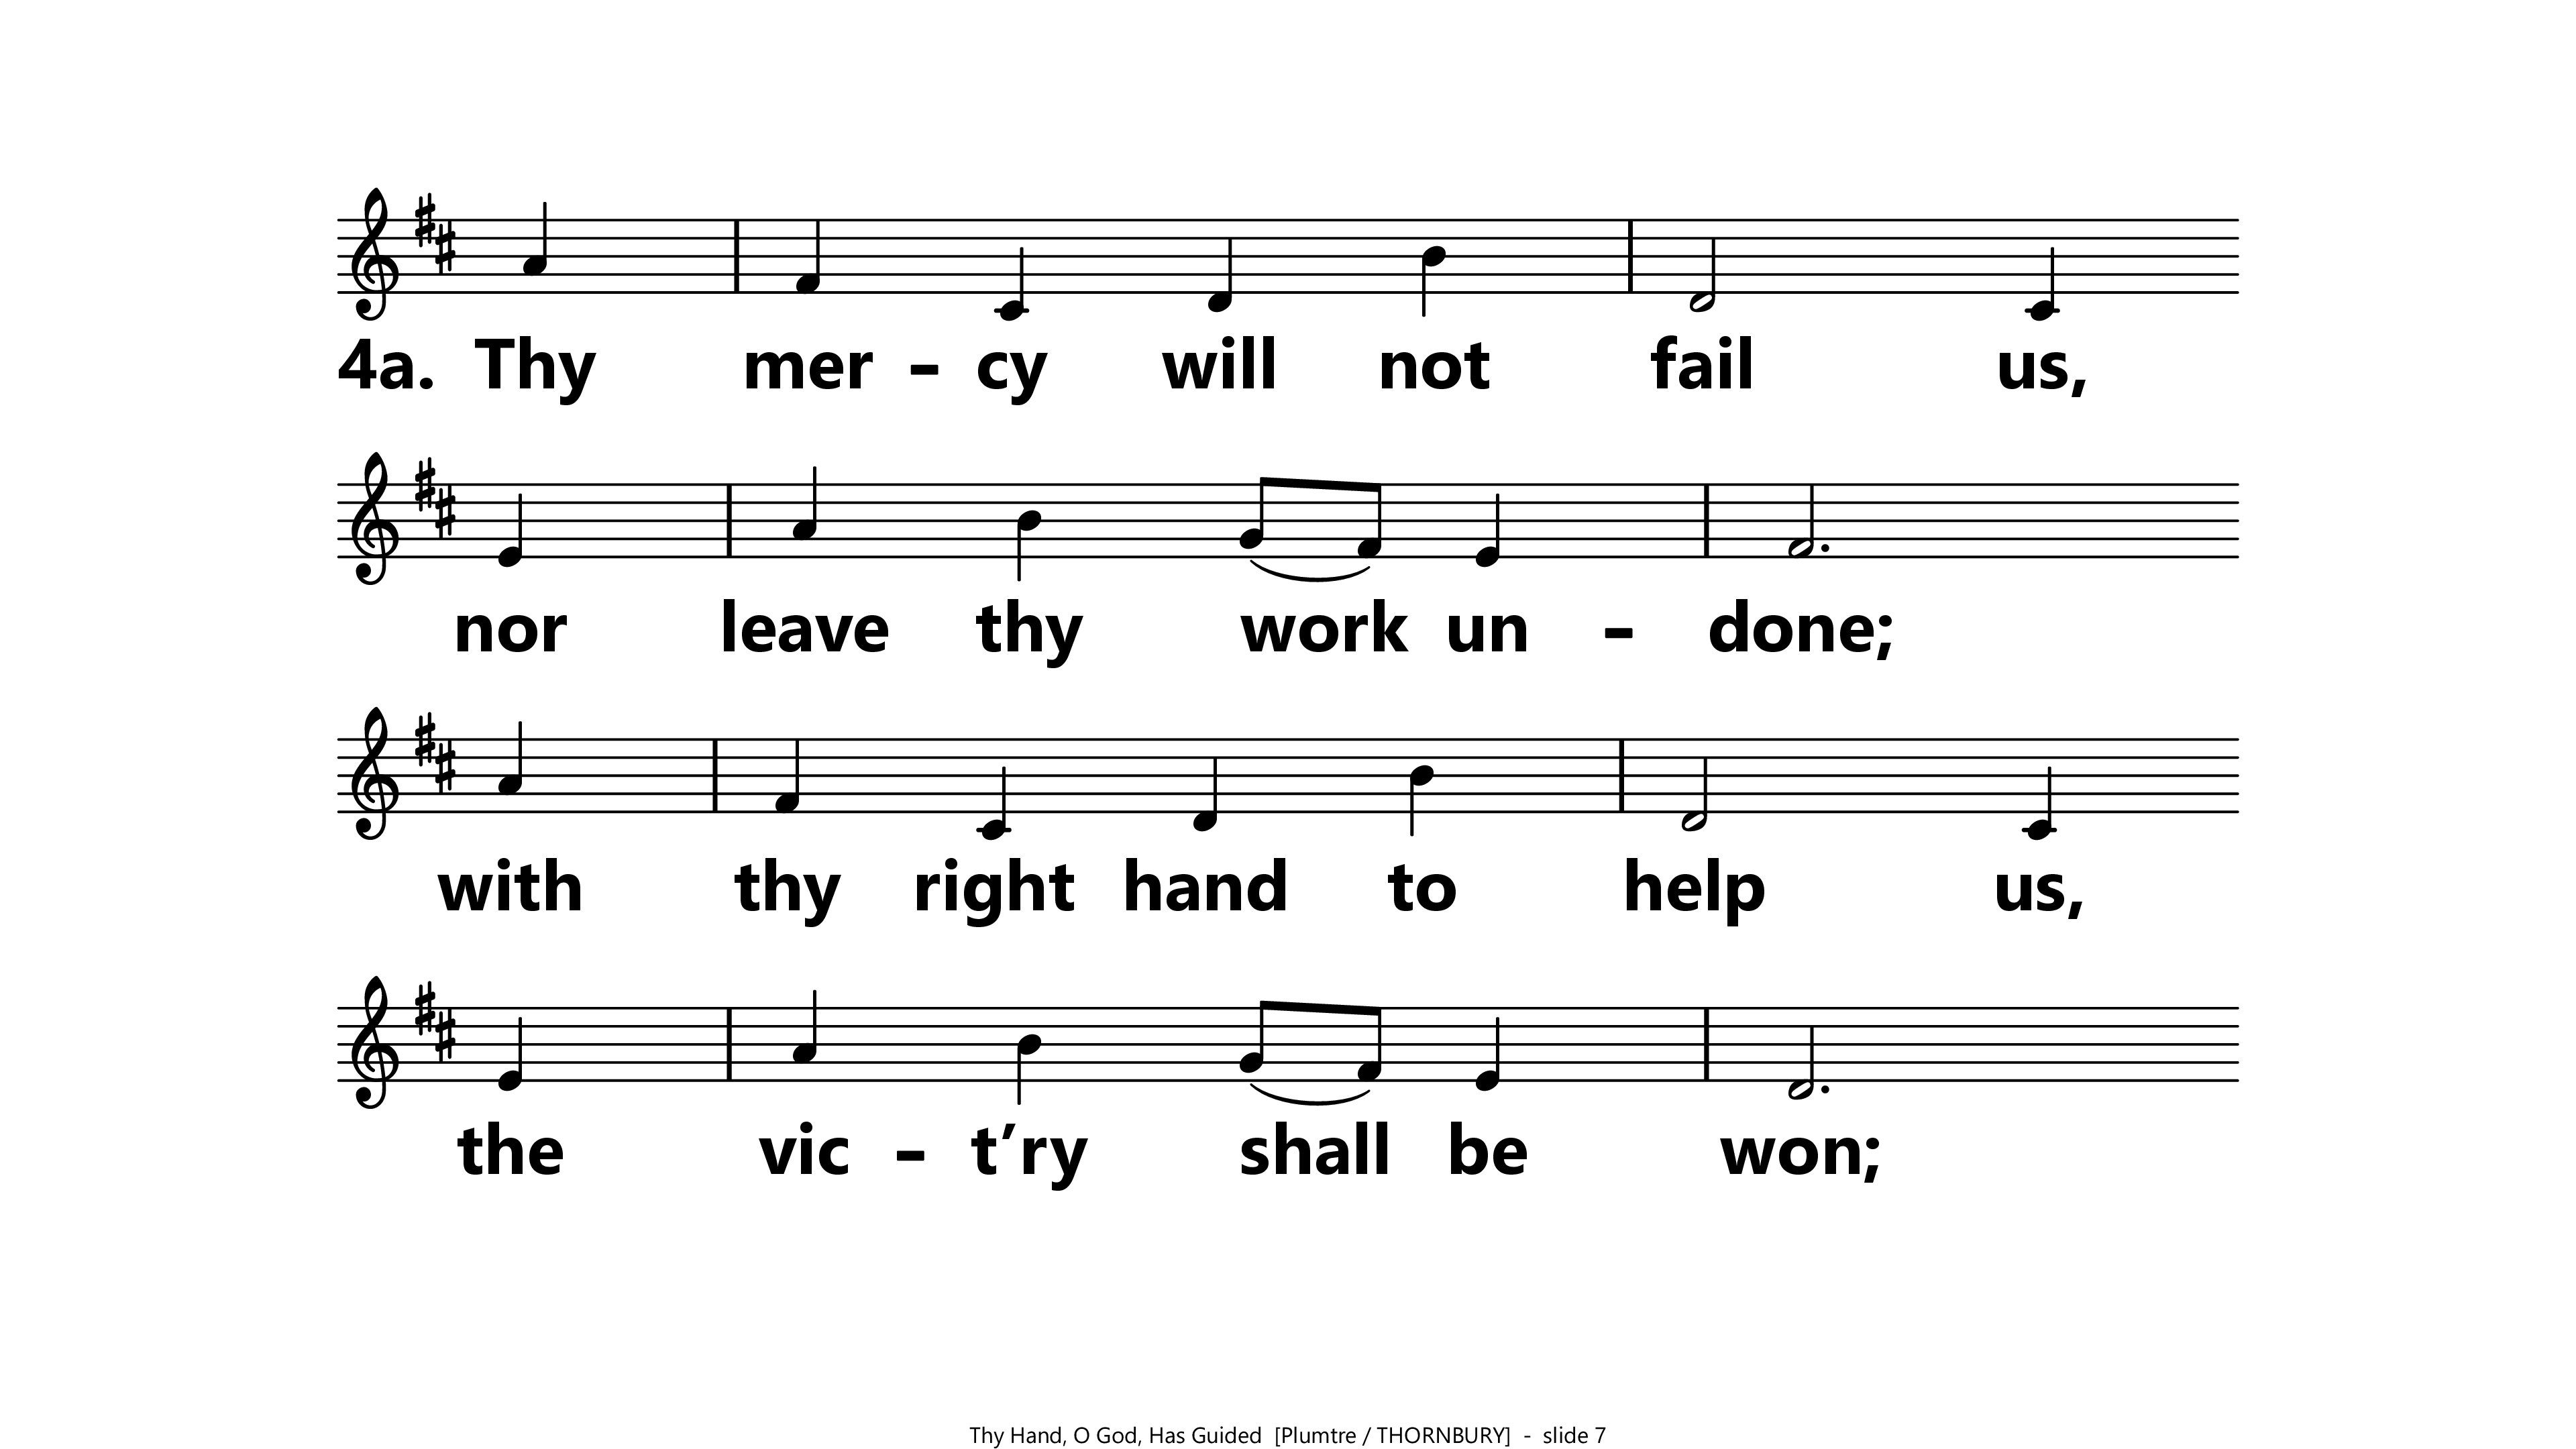 4a. Thy mer - cy will not fail us,
nor leave thy work un - done;
with thy right hand to help us,
the vic - t’ry shall be won;
Thy Hand, O God, Has Guided [Plumtre / THORNBURY] - slide 7